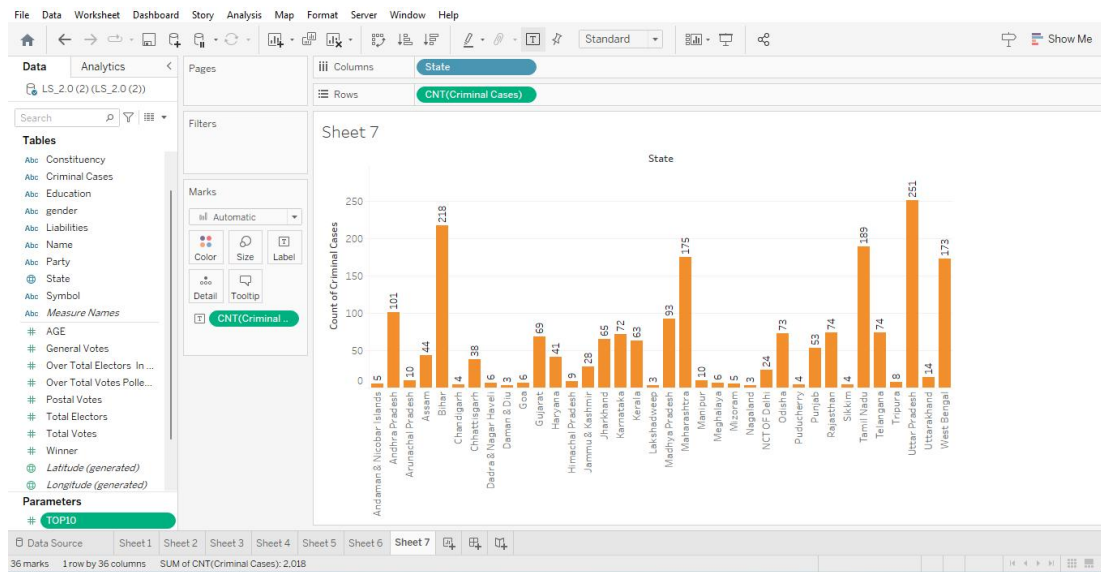 File Data Worksheet Dashboard Story Analysis Map Format Server Window Help
Standard
Show Me
Data Analytics
LS_2.0 (2) (LS_2.0 (2))
Search
Tables
Abc Constituency
Abc Criminal Cases
Abc Education
Abc gender
Abc Liabilities
Abc Name
Abc Party
State
Abc Symbol
Abc Measure Names
# AGE
# General Votes
# Over Total Electors In ...
# Over Total Votes Polle...
# Postal Votes
# Total Electors
# Total Votes
# Winner
Latitude (generated)
Longitude (generated)
Parameters
# TOP10
Pages
Filters
Marks
Automatic
Color Size Label
Detail Tooltip
CNT(Criminal ..
Columns State
Rows CNT(Criminal Cases)
Sheet 7
State
Count of Criminal Cases
250
200
150
100
50
0
5
101
10
44
218
4
38
6
3
6
69
41
9
28
65
72
63
3
93
175
10
6
5
3
24
73
4
53
74
4
189
74
8
251
14
173
Andaman & Nicobar Islands
Andhra Pradesh
Arunachal Pradesh
Assam
Bihar
Chandigarh
Chhattisgarh
Dadra & Nagar Haveli
Daman & Diu
Goa
Gujarat
Haryana
Himachal Pradesh
Jammu & Kashmir
Jharkhand
Karnataka
Kerala
Lakshadweep
Madhya Pradesh
Maharashtra
Manipur
Meghalaya
Mizoram
Nagaland
NCT OF Delhi
Odisha
Puducherry
Punjab
Rajasthan
Sikkim
Tamil Nadu
Telangana
Tripura
Uttar Pradesh
Uttarakhand
West Bengal
Data Source Sheet 1 Sheet 2 Sheet 3 Sheet 4 Sheet 5 Sheet 6 Sheet 7
36 marks 1 row by 36 columns SUM of CNT(Criminal Cases): 2,018